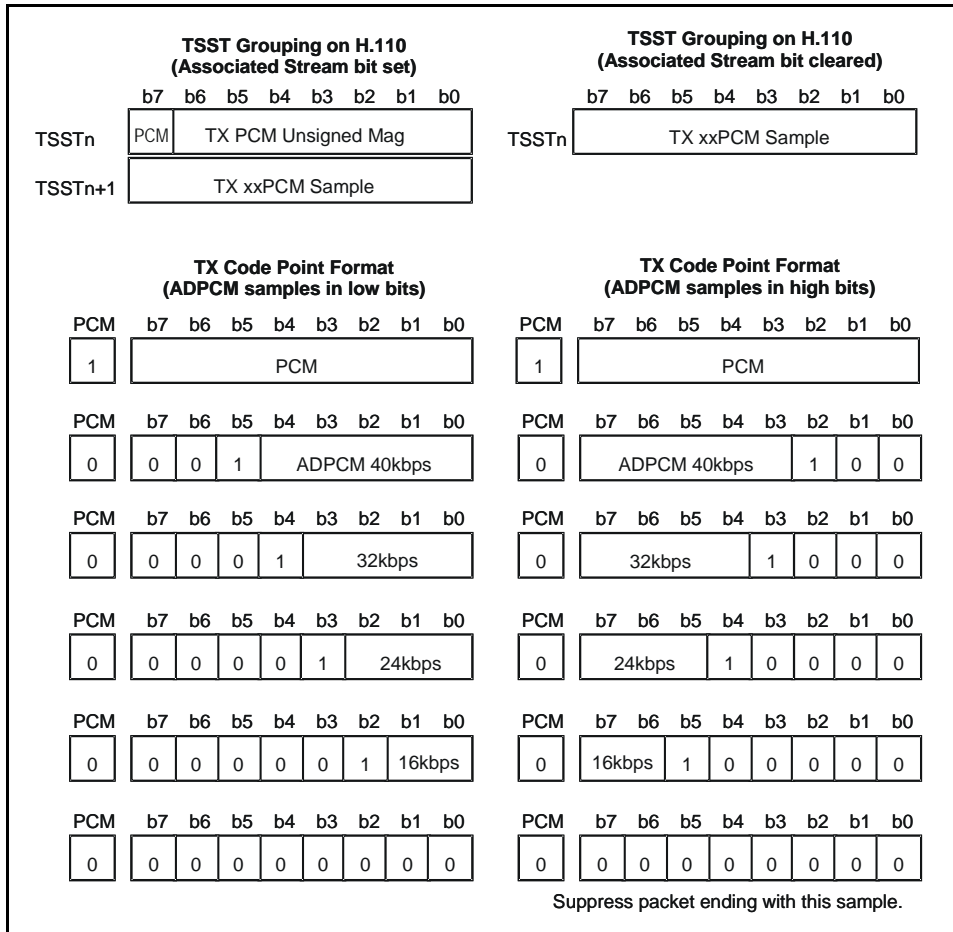 TSST Grouping on H.110
(Associated Stream bit set)
b7 b6 b5 b4 b3 b2 b1 b0
TSSTn PCM TX PCM Unsigned Mag
TSSTn+1 TX xxPCM Sample
TSST Grouping on H.110
(Associated Stream bit cleared)
b7 b6 b5 b4 b3 b2 b1 b0
TSSTn TX xxPCM Sample
TX Code Point Format
(ADPCM samples in low bits)
PCM b7 b6 b5 b4 b3 b2 b1 b0
1 PCM
PCM b7 b6 b5 b4 b3 b2 b1 b0
0 0 0 1 ADPCM 40kbps
PCM b7 b6 b5 b4 b3 b2 b1 b0
0 0 0 0 1 32kbps
PCM b7 b6 b5 b4 b3 b2 b1 b0
0 0 0 0 0 1 24kbps
PCM b7 b6 b5 b4 b3 b2 b1 b0
0 0 0 0 0 0 1 16kbps
PCM b7 b6 b5 b4 b3 b2 b1 b0
0 0 0 0 0 0 0 0 0
TX Code Point Format
(ADPCM samples in high bits)
PCM b7 b6 b5 b4 b3 b2 b1 b0
1 PCM
PCM b7 b6 b5 b4 b3 b2 b1 b0
0 ADPCM 40kbps 1 0 0
PCM b7 b6 b5 b4 b3 b2 b1 b0
0 32kbps 1 0 0 0
PCM b7 b6 b5 b4 b3 b2 b1 b0
0 24kbps 1 0 0 0 0
PCM b7 b6 b5 b4 b3 b2 b1 b0
0 16kbps 1 0 0 0 0 0
PCM b7 b6 b5 b4 b3 b2 b1 b0
0 0 0 0 0 0 0 0 0
Suppress packet ending with this sample.